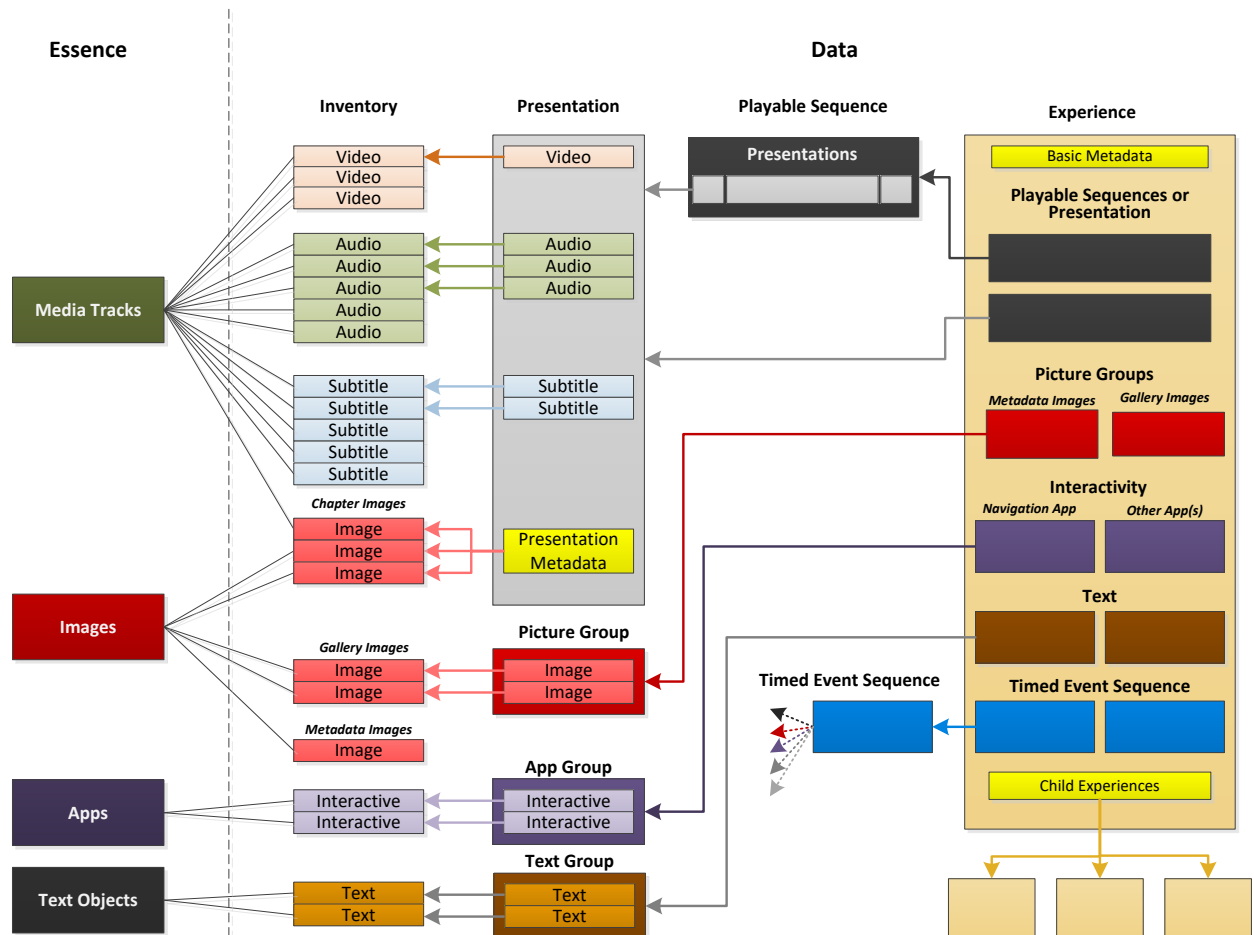 Essence
Data
Inventory
Presentation
Playable Sequence
Experience
Video
Video
Video
Video
Presentations
Basic Metadata
Playable Sequences or
Presentation
Audio
Audio
Audio
Audio
Audio
Audio
Audio
Audio
Media Tracks
Subtitle
Subtitle
Subtitle
Subtitle
Subtitle
Subtitle
Subtitle
Picture Groups
Metadata Images
Gallery Images
Chapter Images
Image
Image
Image
Presentation
Metadata
Interactivity
Navigation App
Other App(s)
Text
Images
Picture Group
Gallery Images
Image
Image
Image
Image
Metadata Images
Image
Timed Event Sequence
Timed Event Sequence
App Group
Apps
Interactive
Interactive
Interactive
Interactive
Child Experiences
Text Group
Text Objects
Text
Text
Text
Text